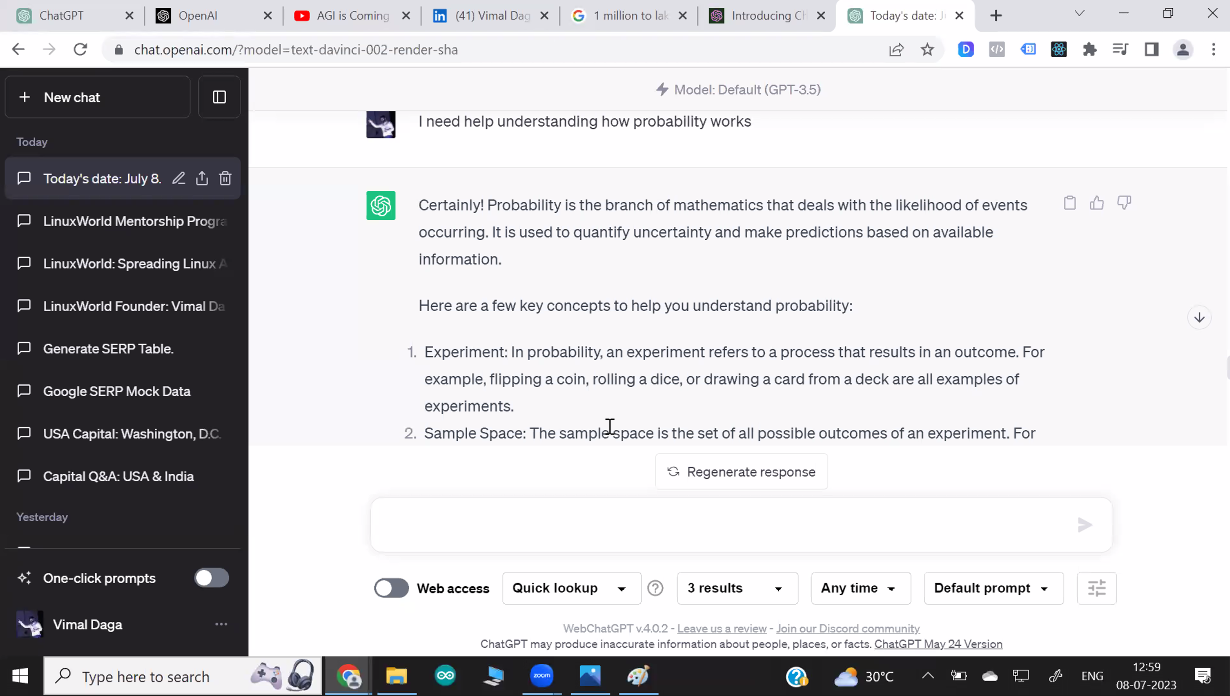 ChatGPT
OpenAI
AGI is Coming
(41) Vimal Dag
1 million to lak
Introducing Ch
Today's date: J
chat.openai.com/?model=text-davinci-002-render-sha
New chat
Model: Default (GPT-3.5)
Today
Today's date: July 8.
LinuxWorld Mentorship Progra
LinuxWorld: Spreading Linux A
LinuxWorld Founder: Vimal Da
Generate SERP Table.
Google SERP Mock Data
USA Capital: Washington, D.C.
Capital Q&A: USA & India
Yesterday
One-click prompts
Vimal Daga
I need help understanding how probability works
Certainly! Probability is the branch of mathematics that deals with the likelihood of events
occurring. It is used to quantify uncertainty and make predictions based on available
information.
Here are a few key concepts to help you understand probability:
1. Experiment: In probability, an experiment refers to a process that results in an outcome. For
example, flipping a coin, rolling a dice, or drawing a card from a deck are all examples of
experiments.
2. Sample Space: The sample space is the set of all possible outcomes of an experiment. For
Regenerate response
Web access
Quick lookup
3 results
Any time
Default prompt
WebChatGPT v.4.0.2 - Leave us a review - Join our Discord community
ChatGPT may produce inaccurate information about people, places, or facts. ChatGPT May 24 Version
Type here to search
zoom
30°C
ENG
12:59
08-07-2023